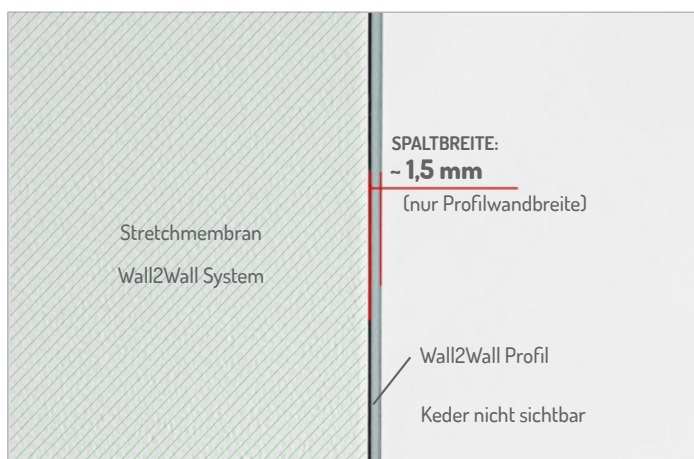 SPALTBREITE:
~ 1,5 mm
(nur Profilwandbreite)
Stretchmembran
Wall2Wall System
Wall2Wall Profil
Keder nicht sichtbar